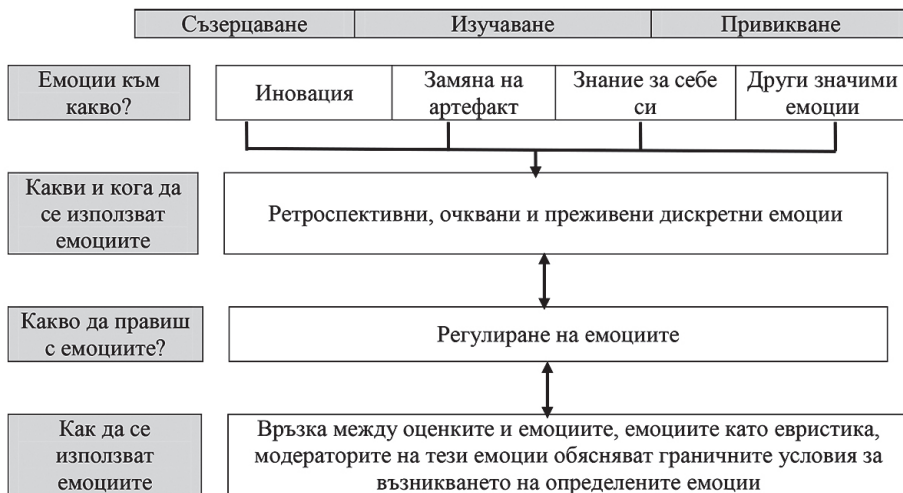 Съзерцаване Изучаване Привикване
Емоции към
какво?
Иновация
Замяна на
артефакт
Знание за себе
си
Други значими
емоции
Какви и кога да
се използват
емоциите
Ретроспективни, очквани и преживени дискретни емоции
Какво да правиш
с емоциите?
Регулиране на емоциите
Как да се
използват
емоциите
Връзка между оценките и емоциите, емоциите като евристика,
модераторите на тези емоции обясняват граничните условия за
възникването на определените емоции